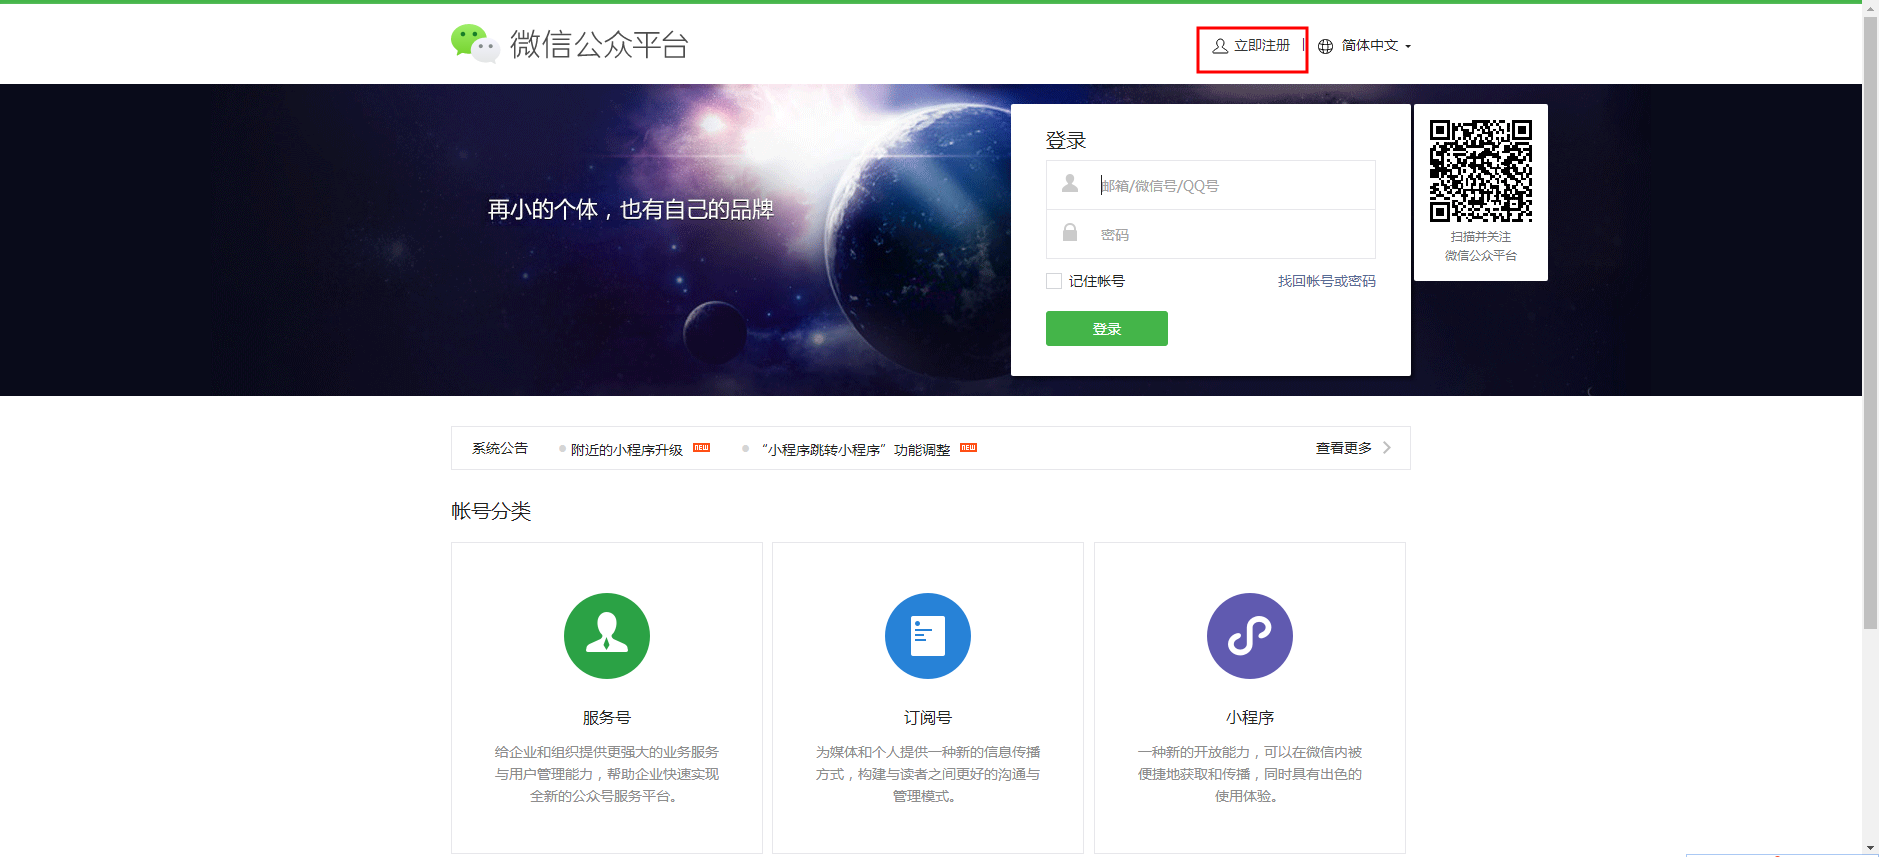 微信公众平台
立即注册
简体中文
再小的个体，也有自己的品牌
登录
邮箱/微信号/QQ号
密码
记住帐号
找回帐号或密码
登录
扫描并关注
微信公众平台
系统公告
附近的小程序升级 NEW
“小程序跳转小程序”功能调整 NEW
查看更多
帐号分类
服务号
给企业和组织提供更强大的业务服务
与用户管理能力，帮助企业快速实现
全新的公众号服务平台。
订阅号
为媒体和个人提供一种新的信息传播
方式，构建与读者之间更好的沟通与
管理模式。
小程序
一种新的开放能力，可以在微信内被
便捷地获取和传播，同时具有出色的
使用体验。